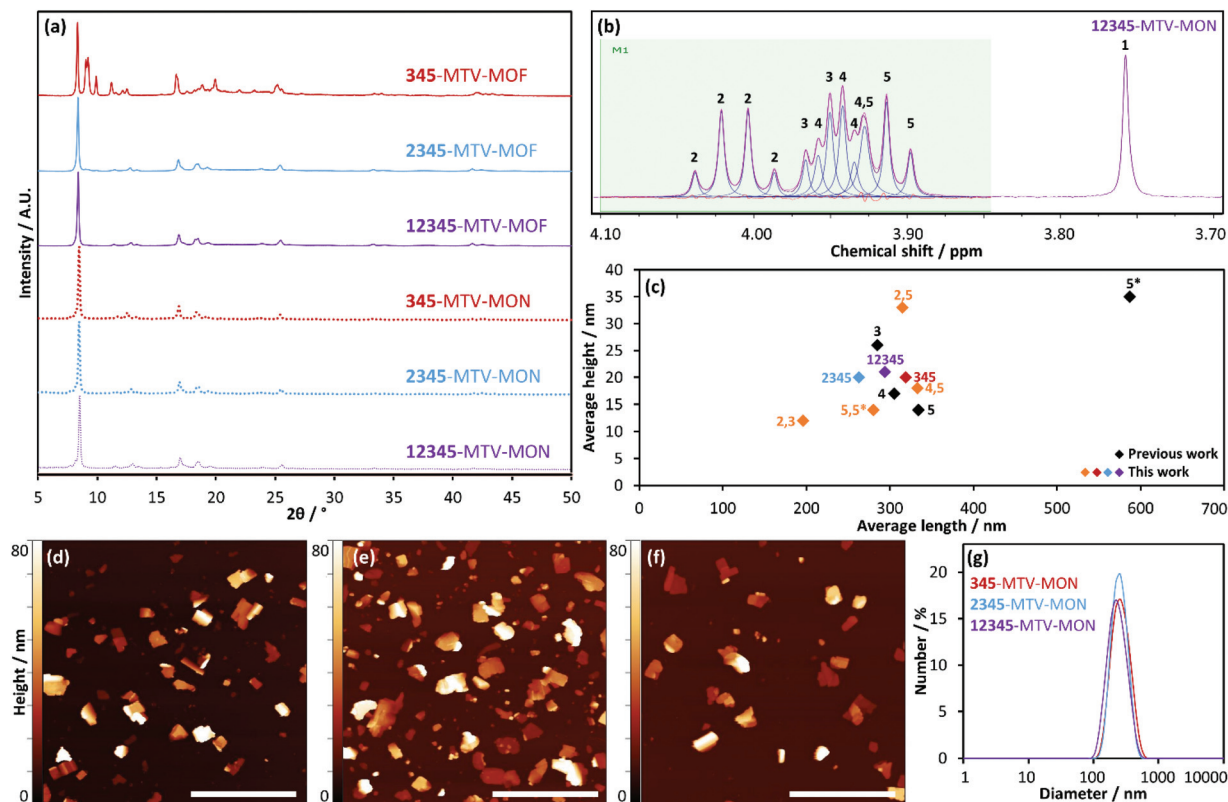 (a)
345-MTV-MOF
2345-MTV-MOF
12345-MTV-MOF
345-MTV-MON
2345-MTV-MON
12345-MTV-MON
Intensity / A.U.
5 10 15 20 25 30 35 40 45 50
2θ / °
(b)
12345-MTV-MON
M1
1
2 2 2 2 3 4 3 4 4 4,5 5 5
4.10 4.00 3.90 3.80 3.70
Chemical shift / ppm
(c)
40
35
30
25
20
15
10
5
0
Average height / nm
5*
2,5
3
12345
2345
345
4,5
4
5,5*
5
2,3
Previous work
This work
0 100 200 300 400 500 600 700
Average length / nm
80
(d)
Height / nm
0
80
(e)
0
80
(f)
0
(g)
345-MTV-MON
2345-MTV-MON
12345-MTV-MON
20
15
10
5
0
Number / %
1 10 100 1000 10000
Diameter / nm